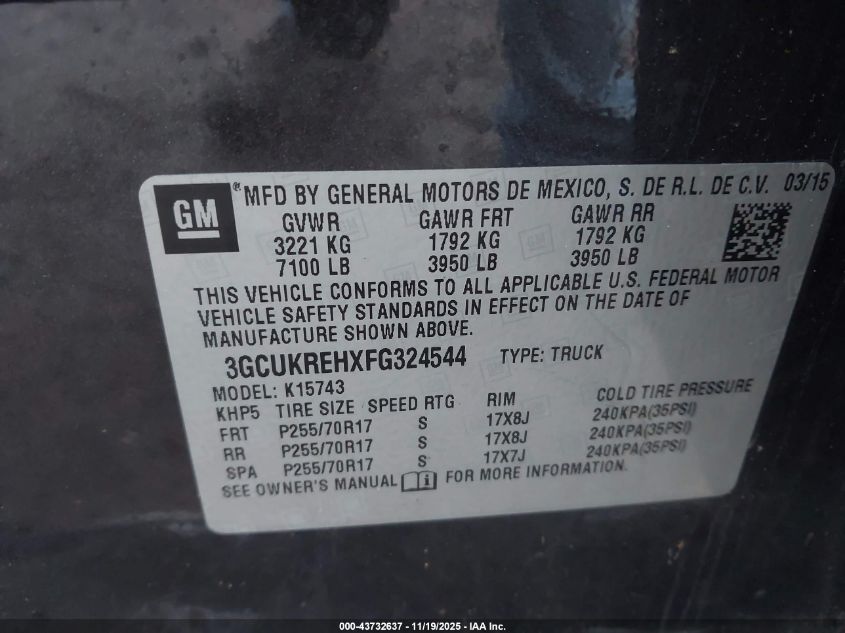 GM ® MFD BY GENERAL MOTORS DE MEXICO, S. DE R.L. DE C.V. 03/15
GVWR GAWR FRT GAWR RR
3221 KG 1792 KG 1792 KG
7100 LB 3950 LB 3950 LB
THIS VEHICLE CONFORMS TO ALL APPLICABLE U.S. FEDERAL MOTOR
VEHICLE SAFETY STANDARDS IN EFFECT ON THE DATE OF
MANUFACTURE SHOWN ABOVE.
3GCUKREHXFG324544 TYPE: TRUCK
MODEL: K15743
KHP5 TIRE SIZE SPEED RTG RIM COLD TIRE PRESSURE
FRT P255/70R17 S 17X8J 240KPA(35PSI)
RR P255/70R17 S 17X8J 240KPA(35PSI)
SPA P255/70R17 S 17X7J 240KPA(35PSI)
SEE OWNER'S MANUAL FOR MORE INFORMATION.
000-43732637 - 11/19/2025 - IAA Inc.